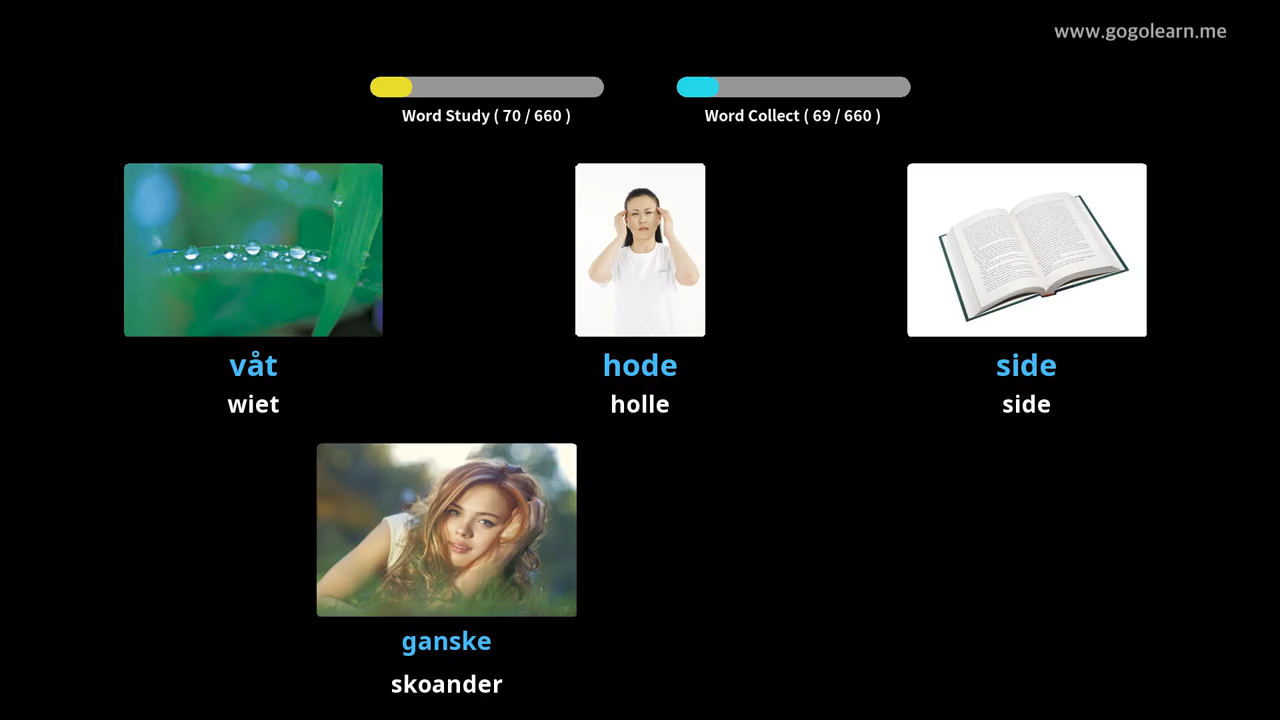 www.gogolearn.me
Word Study ( 70 / 660 )
Word Collect ( 69 / 660 )
våt
wiet
hode
holle
side
side
ganske
skoander